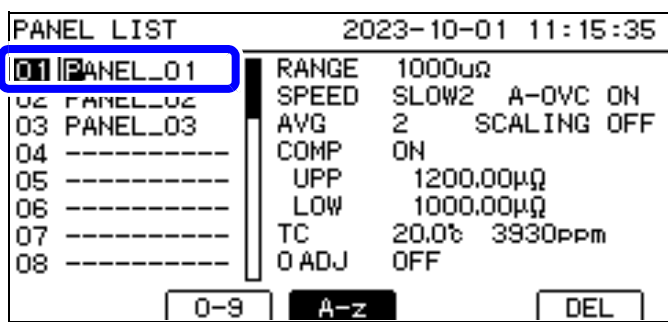 PANEL LIST 2023-10-01 11:15:35
01 PANEL_01 RANGE 1000uΩ
02 PANEL_02 SPEED SLOW2 A-OVC ON
03 PANEL_03 AVG 2 SCALING OFF
04 ---------- COMP ON
05 ---------- UPP 1200.00μΩ
06 ---------- LOW 1000.00μΩ
07 ---------- TC 20.0℃ 3930ppm
08 ---------- 0 ADJ OFF
0-9 A-z DEL